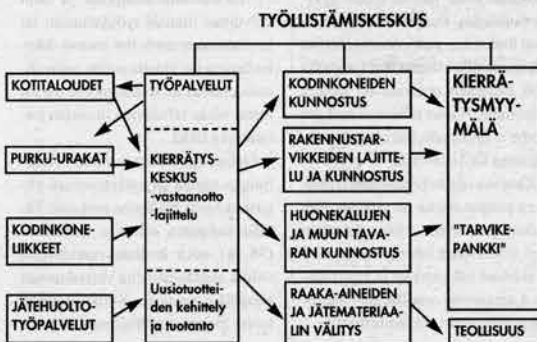 TYÖLLISTÄMISKESKUS
KOTITALOUDET
PURKU-URAKAT
KODINKONE-
LIIKKEET
JÄTEHUOLTO-
TYÖPALVELUT
TYÖPALVELUT
KIERRÄTYS
KESKUS
-vastaanotto
-lajittelu
Uusiotuottei-
den kehittely
ja tuotanto
KODINKONEIDEN
KUNNOSTUS
RAKENNUSTAR-
VIKKEIDEN LAJITTE-
LU JA KUNNOSTUS
HUONEKALUJEN
JA MUUN TAVA-
RAN KUNNOSTUS
RAAKA-AINEIDEN
JA JÄTEMATERIAA-
LIN VÄLITYS
KIERRÄ-
TYSMYY-
MÄLÄ
"TARVIKE-
PANKKI"
TEOLLISUUS